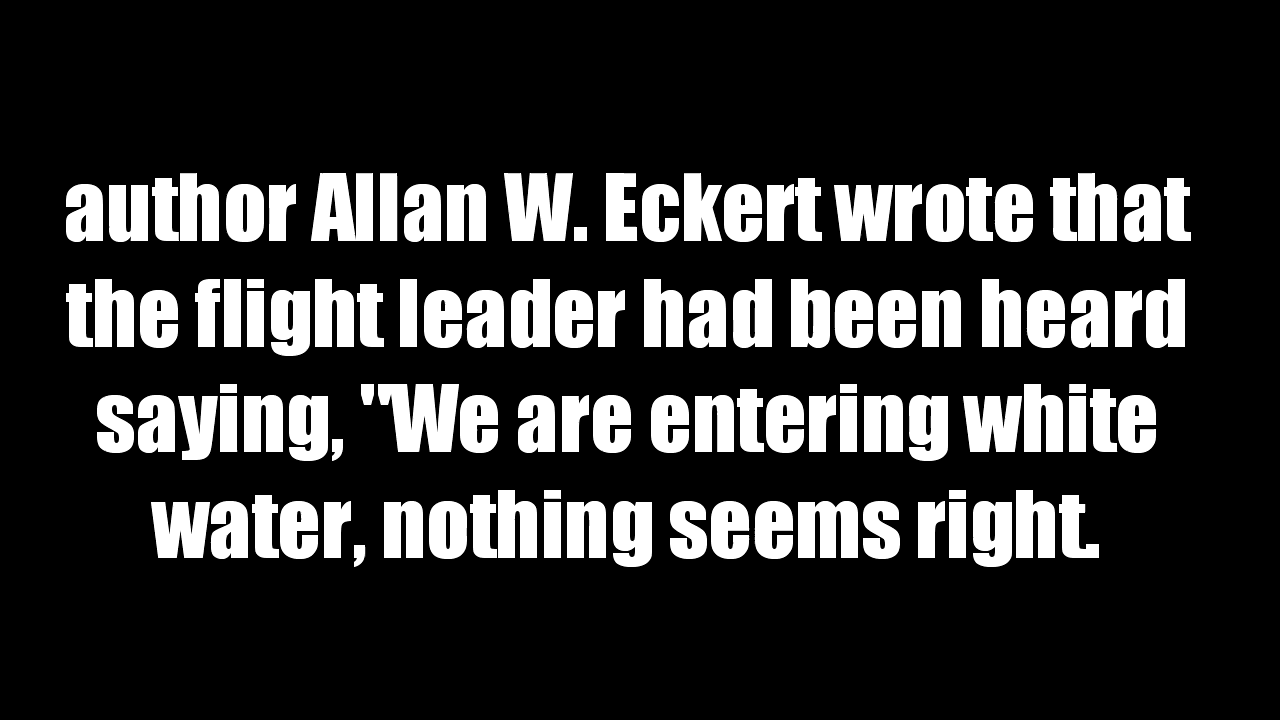 author Allan W. Eckert wrote that
the flight leader had been heard
saying, "We are entering white
water, nothing seems right.